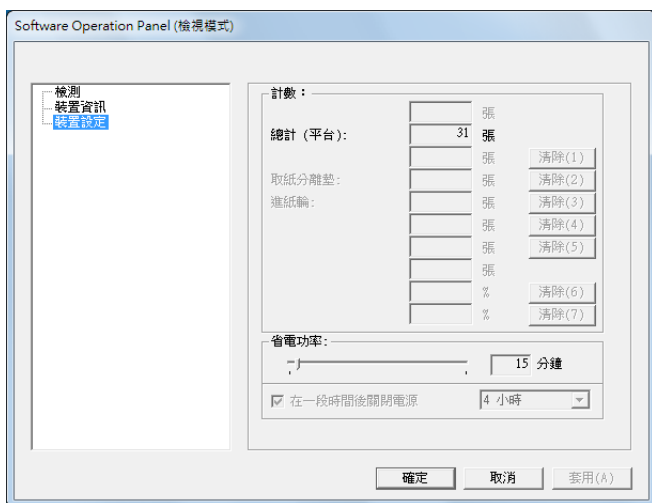 Software Operation Panel (檢視模式)
檢測
裝置資訊
裝置設定
計數：
張
總計 (平台): 31 張
張 清除(1)
取紙分離墊: 張 清除(2)
進紙輪: 張 清除(3)
張 清除(4)
張 清除(5)
張
% 清除(6)
% 清除(7)
省電功率:
15 分鐘
在一段時間後關閉電源 4 小時
確定 取消 套用(A)